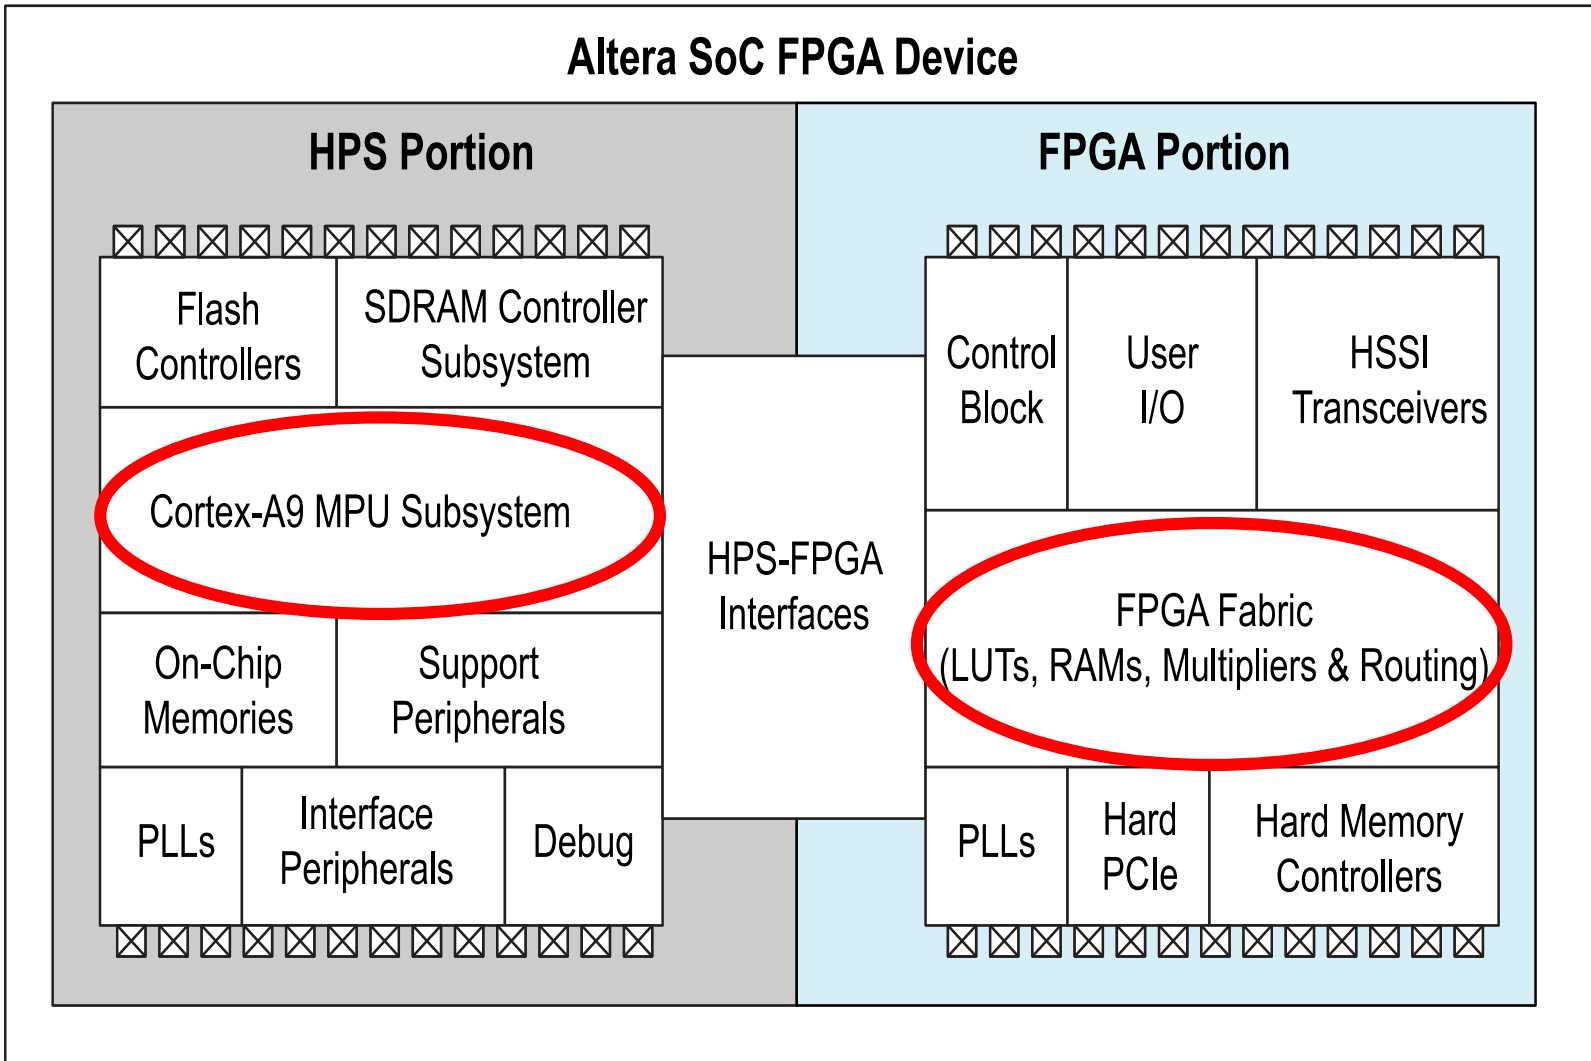 Altera SoC FPGA Device
HPS Portion
FPGA Portion
Flash
Controllers
SDRAM Controller
Subsystem
Cortex-A9 MPU Subsystem
On-Chip
Memories
Support
Peripherals
PLLs
Interface
Peripherals
Debug
HPS-FPGA
Interfaces
Control
Block
User
I/O
HSSI
Transceivers
FPGA Fabric
(LUTs, RAMs, Multipliers & Routing)
PLLs
Hard
PCIe
Hard Memory
Controllers